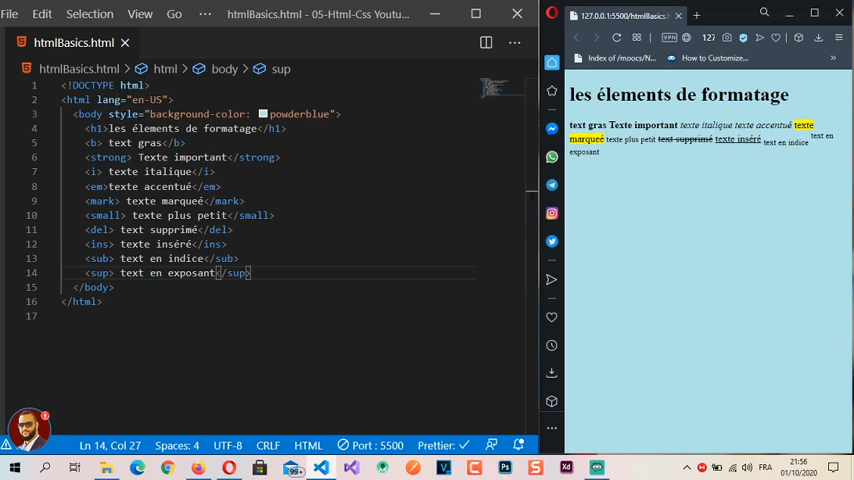 File Edit Selection View Go ··· htmlBasics.html - 05-Html-Css Youtu...
htmlBasics.html
htmlBasics.html > html > body > sup
1 <!DOCTYPE html>
2 <html lang="en-US">
3 <body style="background-color: powderblue">
4 <h1>les élements de formatage</h1>
5 <b> text gras</b>
6 <strong> Texte important</strong>
7 <i> texte italique</i>
8 <em>texte accentué</em>
9 <mark> texte marqueé</mark>
10 <small> texte plus petit</small>
11 <del> text supprimé</del>
12 <ins> texte inséré</ins>
13 <sub> text en indice</sub>
14 <sup> text en exposant</sup>
15 </body>
16 </html>
17
Ln 14, Col 27 Spaces: 4 UTF-8 CRLF HTML Port : 5500 Prettier: ✓
127.0.0.1:5500/htmlBasics.h
VPN 127
Index of /moocs/N... How to Customize... »
les élements de formatage
text gras Texte important texte italique texte accentué texte
marqueé texte plus petit text supprimé texte inséré text en indice text en
exposant
99+ FRA 21:56
01/10/2020